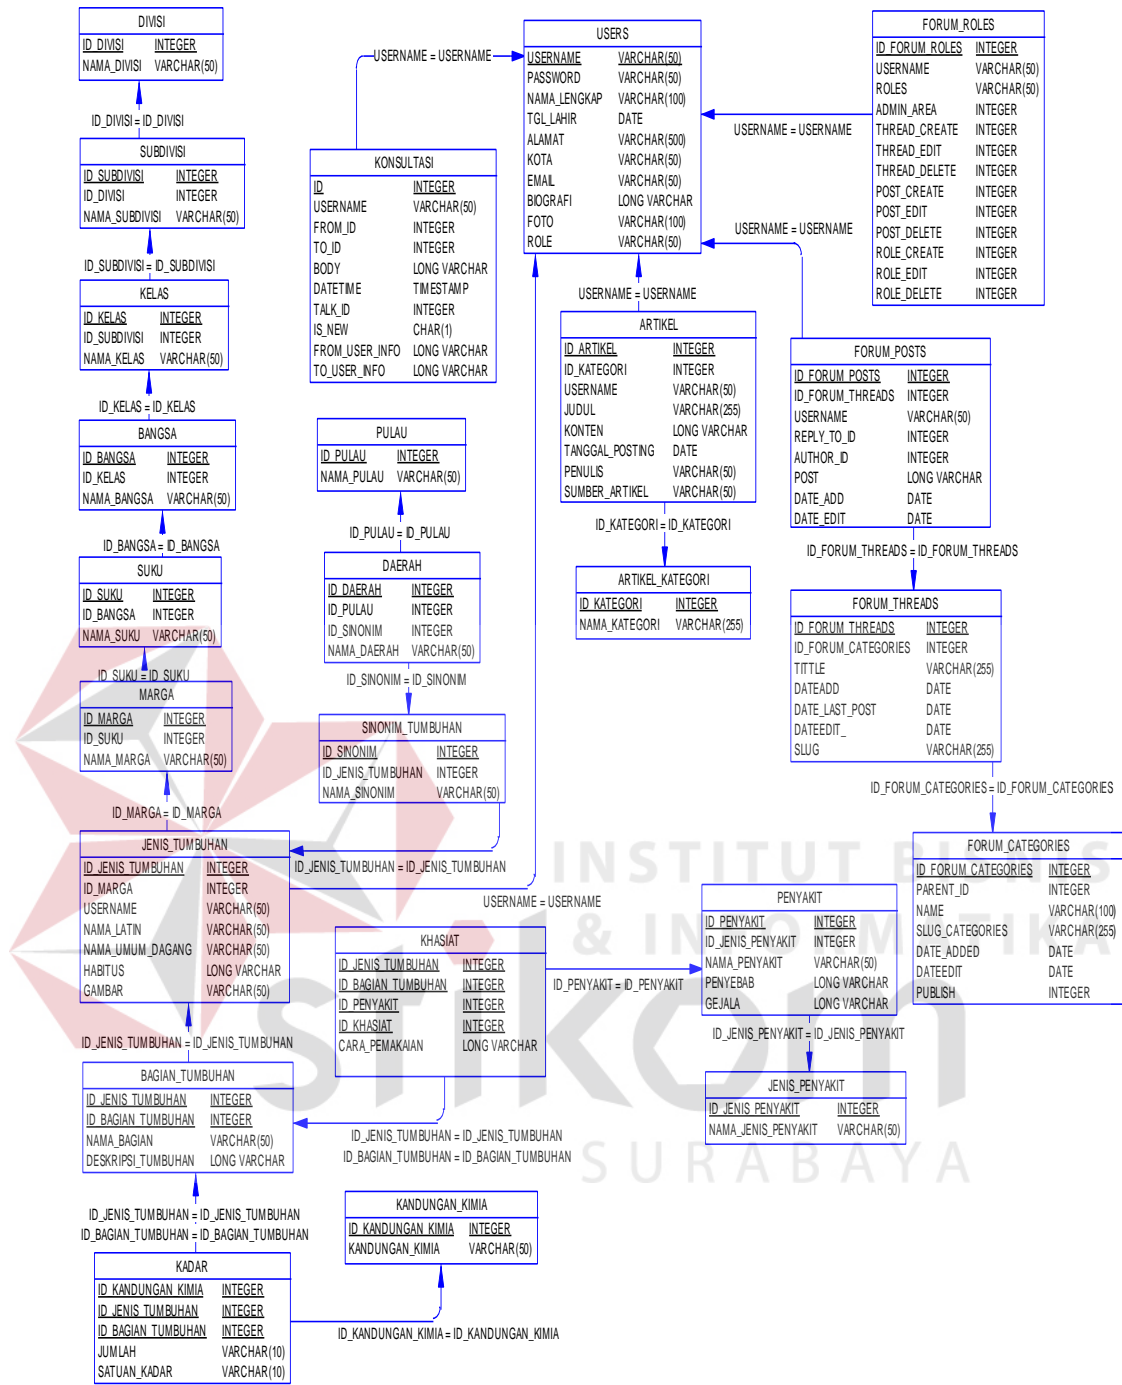 DIVISI
ID_DIVISI INTEGER
NAMA_DIVISI VARCHAR(50)
ID_DIVISI = ID_DIVISI
SUBDIVISI
ID_SUBDIVISI INTEGER
ID_DIVISI INTEGER
NAMA_SUBDIVISI VARCHAR(50)
ID_SUBDIVISI = ID_SUBDIVISI
KELAS
ID_KELAS INTEGER
ID_SUBDIVISI INTEGER
NAMA_KELAS VARCHAR(50)
ID_KELAS = ID_KELAS
BANGSA
ID_BANGSA INTEGER
ID_KELAS INTEGER
NAMA_BANGSA VARCHAR(50)
ID_BANGSA = ID_BANGSA
SUKU
ID_SUKU INTEGER
ID_BANGSA INTEGER
NAMA_SUKU VARCHAR(50)
ID_SUKU = ID_SUKU
MARGA
ID_MARGA INTEGER
ID_SUKU INTEGER
NAMA_MARGA VARCHAR(50)
ID_MARGA = ID_MARGA
JENIS_TUMBUHAN
ID_JENIS_TUMBUHAN INTEGER
ID_MARGA INTEGER
USERNAME VARCHAR(50)
NAMA_LATIN VARCHAR(50)
NAMA_UMUM_DAGANG VARCHAR(50)
HABITUS LONG VARCHAR
GAMBAR VARCHAR(50)
ID_JENIS_TUMBUHAN = ID_JENIS_TUMBUHAN
BAGIAN_TUMBUHAN
ID_JENIS_TUMBUHAN INTEGER
ID_BAGIAN_TUMBUHAN INTEGER
NAMA_BAGIAN VARCHAR(50)
DESKRIPSI_TUMBUHAN LONG VARCHAR
ID_JENIS_TUMBUHAN = ID_JENIS_TUMBUHAN
ID_BAGIAN_TUMBUHAN = ID_BAGIAN_TUMBUHAN
KADAR
ID_KANDUNGAN_KIMIA INTEGER
ID_JENIS_TUMBUHAN INTEGER
ID_BAGIAN_TUMBUHAN INTEGER
JUMLAH VARCHAR(10)
SATUAN_KADAR VARCHAR(10)
USERNAME = USERNAME
KONSULTASI
ID INTEGER
USERNAME VARCHAR(50)
FROM_ID INTEGER
TO_ID INTEGER
BODY LONG VARCHAR
DATETIME TIMESTAMP
TALK_ID INTEGER
IS_NEW CHAR(1)
FROM_USER_INFO LONG VARCHAR
TO_USER_INFO LONG VARCHAR
PULAU
ID_PULAU INTEGER
NAMA_PULAU VARCHAR(50)
ID_PULAU = ID_PULAU
DAERAH
ID_DAERAH INTEGER
ID_PULAU INTEGER
ID_SINONIM INTEGER
NAMA_DAERAH VARCHAR(50)
ID_SINONIM = ID_SINONIM
SINONIM_TUMBUHAN
ID_SINONIM INTEGER
ID_JENIS_TUMBUHAN INTEGER
NAMA_SINONIM VARCHAR(50)
ID_JENIS_TUMBUHAN = ID_JENIS_TUMBUHAN
USERNAME = USERNAME
KHASIAT
ID_JENIS_TUMBUHAN INTEGER
ID_BAGIAN_TUMBUHAN INTEGER
ID_PENYAKIT INTEGER
ID_KHASIAT INTEGER
CARA_PEMAKAIAN LONG VARCHAR
ID_JENIS_TUMBUHAN = ID_JENIS_TUMBUHAN
ID_BAGIAN_TUMBUHAN = ID_BAGIAN_TUMBUHAN
KANDUNGAN_KIMIA
ID_KANDUNGAN_KIMIA INTEGER
KANDUNGAN_KIMIA VARCHAR(50)
ID_KANDUNGAN_KIMIA = ID_KANDUNGAN_KIMIA
USERS
USERNAME VARCHAR(50)
PASSWORD VARCHAR(50)
NAMA_LENGKAP VARCHAR(100)
TGL_LAHIR DATE
ALAMAT VARCHAR(500)
KOTA VARCHAR(50)
EMAIL VARCHAR(50)
BIOGRAFI LONG VARCHAR
FOTO VARCHAR(100)
ROLE VARCHAR(50)
USERNAME = USERNAME
ARTIKEL
ID_ARTIKEL INTEGER
ID_KATEGORI INTEGER
USERNAME VARCHAR(50)
JUDUL VARCHAR(255)
KONTEN LONG VARCHAR
TANGGAL_POSTING DATE
PENULIS VARCHAR(50)
SUMBER_ARTIKEL VARCHAR(50)
ID_KATEGORI = ID_KATEGORI
ARTIKEL_KATEGORI
ID_KATEGORI INTEGER
NAMA_KATEGORI VARCHAR(255)
FORUM_ROLES
ID_FORUM_ROLES INTEGER
USERNAME VARCHAR(50)
ROLES VARCHAR(50)
ADMIN_AREA INTEGER
THREAD_CREATE INTEGER
THREAD_EDIT INTEGER
THREAD_DELETE INTEGER
POST_CREATE INTEGER
POST_EDIT INTEGER
POST_DELETE INTEGER
ROLE_CREATE INTEGER
ROLE_EDIT INTEGER
ROLE_DELETE INTEGER
USERNAME = USERNAME
USERNAME = USERNAME
FORUM_POSTS
ID_FORUM_POSTS INTEGER
ID_FORUM_THREADS INTEGER
USERNAME VARCHAR(50)
REPLY_TO_ID INTEGER
AUTHOR_ID INTEGER
POST LONG VARCHAR
DATE_ADD DATE
DATE_EDIT DATE
ID_FORUM_THREADS = ID_FORUM_THREADS
FORUM_THREADS
ID_FORUM_THREADS INTEGER
ID_FORUM_CATEGORIES INTEGER
TITTLE VARCHAR(255)
DATEADD DATE
DATE_LAST_POST DATE
DATEEDIT_ DATE
SLUG VARCHAR(255)
ID_FORUM_CATEGORIES = ID_FORUM_CATEGORIES
FORUM_CATEGORIES
ID_FORUM_CATEGORIES INTEGER
PARENT_ID INTEGER
NAME VARCHAR(100)
SLUG_CATEGORIES VARCHAR(255)
DATE_ADDED DATE
DATEEDIT DATE
PUBLISH INTEGER
PENYAKIT
ID_PENYAKIT INTEGER
ID_JENIS_PENYAKIT INTEGER
NAMA_PENYAKIT VARCHAR(50)
PENYEBAB LONG VARCHAR
GEJALA LONG VARCHAR
ID_PENYAKIT = ID_PENYAKIT
ID_JENIS_PENYAKIT = ID_JENIS_PENYAKIT
JENIS_PENYAKIT
ID_JENIS_PENYAKIT INTEGER
NAMA_JENIS_PENYAKIT VARCHAR(50)
INSTITUT BISNIS
& INFORMATIKA
stikom
SURABAYA